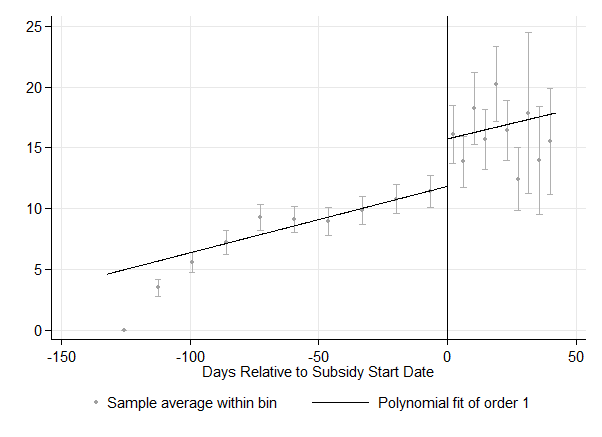 25
20
15
10
5
0
-150 -100 -50 0 50
Days Relative to Subsidy Start Date
Sample average within bin Polynomial fit of order 1